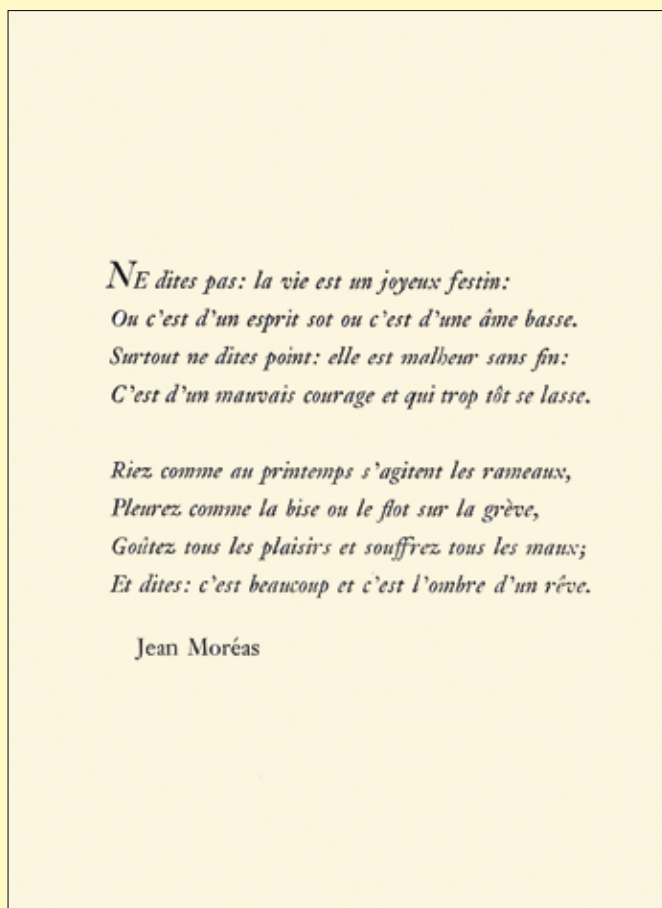 NE dites pas: la vie est un joyeux festin:
Ou c'est d'un esprit sot ou c'est d'une âme basse.
Surtout ne dites point: elle est malheur sans fin:
C'est d'un mauvais courage et qui trop tôt se lasse.
Riez comme au printemps s'agitent les rameaux,
Pleurez comme la bise ou le flot sur la grève,
Goûtez tous les plaisirs et souffrez tous les maux;
Et dites: c'est beaucoup et c'est l'ombre d'un rêve.
Jean Moréas